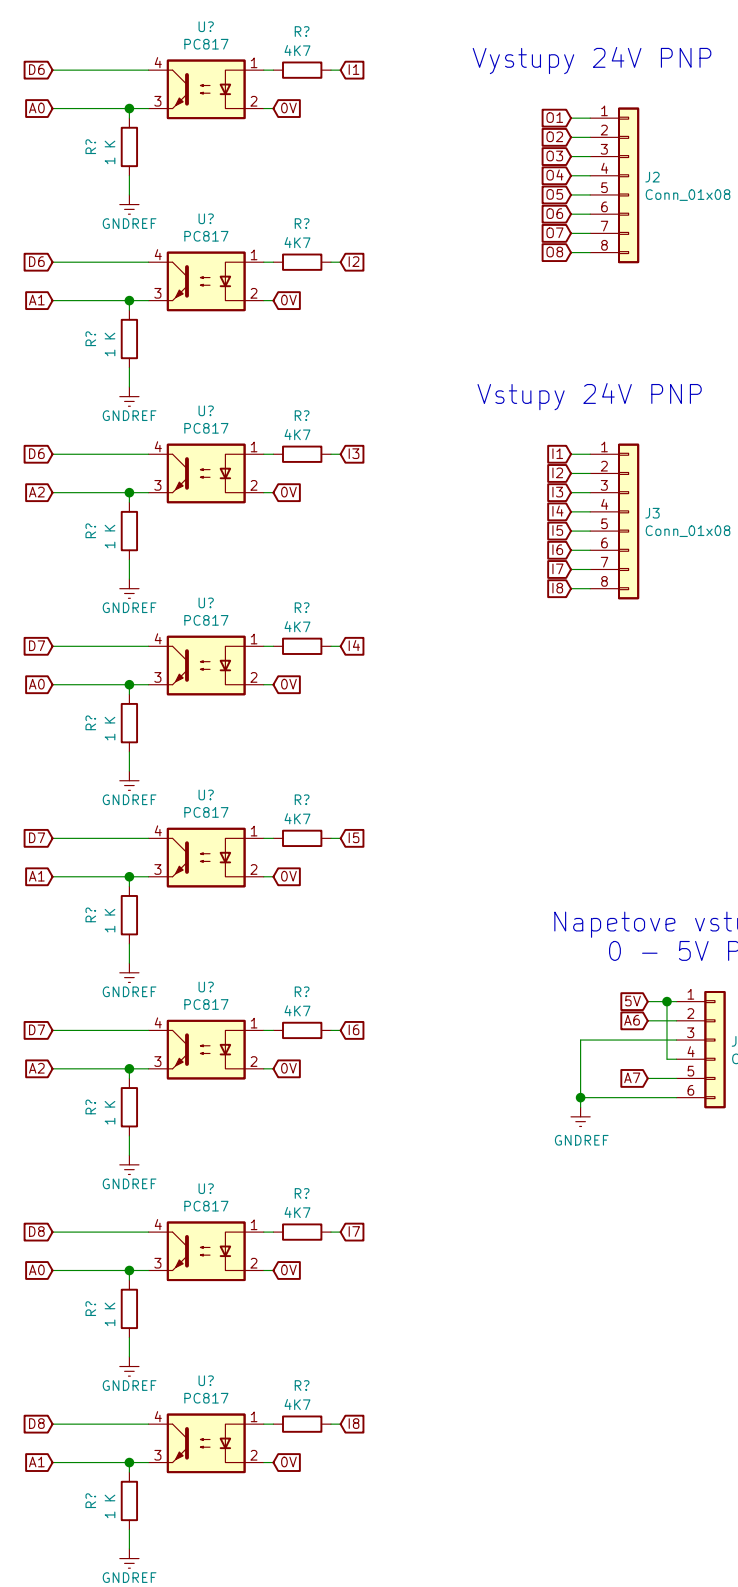 U?
PC817
R?
4K7
D6
4
1
I1
A0
3
2
0V
R?
1 K
GNDREF
U?
PC817
R?
4K7
D6
4
1
I2
A1
3
2
0V
R?
1 K
GNDREF
U?
PC817
R?
4K7
D6
4
1
I3
A2
3
2
0V
R?
1 K
GNDREF
U?
PC817
R?
4K7
D7
4
1
I4
A0
3
2
0V
R?
1 K
GNDREF
U?
PC817
R?
4K7
D7
4
1
I5
A1
3
2
0V
R?
1 K
GNDREF
U?
PC817
R?
4K7
D7
4
1
I6
A2
3
2
0V
R?
1 K
GNDREF
U?
PC817
R?
4K7
D8
4
1
I7
A0
3
2
0V
R?
1 K
GNDREF
U?
PC817
R?
4K7
D8
4
1
I8
A1
3
2
0V
R?
1 K
GNDREF
Vystupy 24V PNP
O1 1
O2 2
O3 3
O4 4
O5 5
O6 6
O7 7
O8 8
J2
Conn_01x08
Vstupy 24V PNP
I1 1
I2 2
I3 3
I4 4
I5 5
I6 6
I7 7
I8 8
J3
Conn_01x08
Napetove
0 - 5V
5V 1
A6 2
3
4
A7 5
6
GNDREF